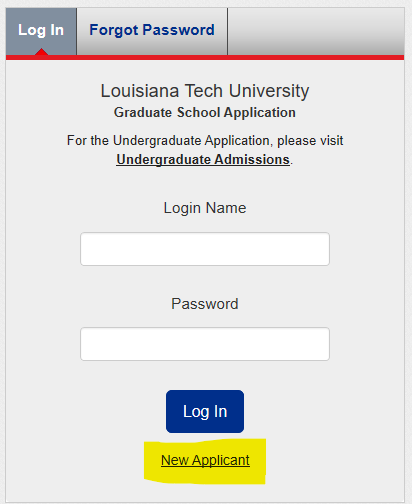 Log In
Forgot Password
Louisiana Tech University
Graduate School Application
For the Undergraduate Application, please visit
Undergraduate Admissions.
Login Name
Password
Log In
New Applicant